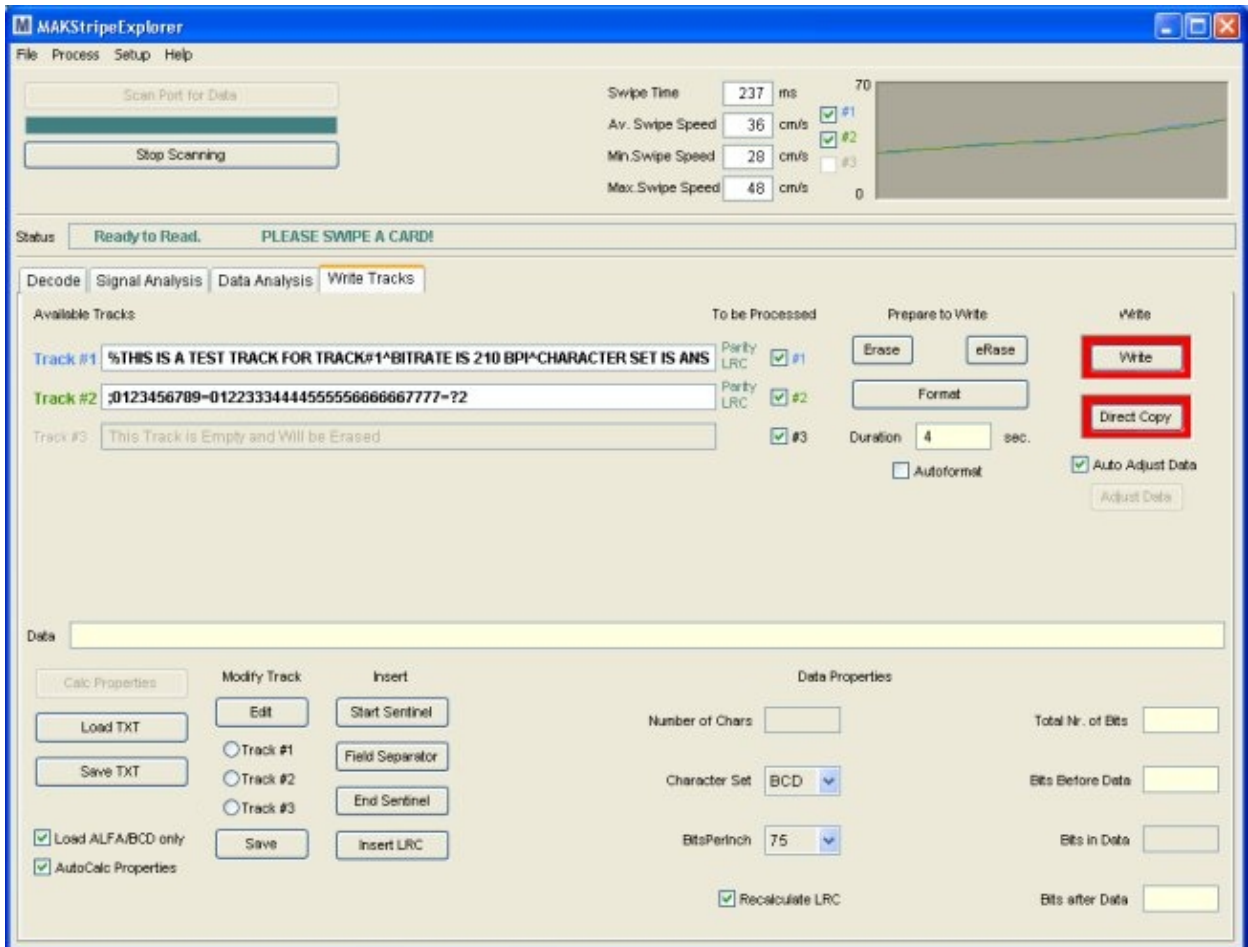 MAKStripeExplorer
File Process Setup Help
Scan Port for Data
Stop Scanning
Swipe Time 237 ms
Av. Swipe Speed 36 cm/s
Min.Swipe Speed 28 cm/s
Max.Swipe Speed 48 cm/s
#1
#2
#3
70
0
Status Ready to Read. PLEASE SWIPE A CARD!
Decode Signal Analysis Data Analysis Write Tracks
Available Tracks To be Processed Prepare to Write Write
Track #1 %THIS IS A TEST TRACK FOR TRACK#1^BITRATE IS 210 BPI^CHARACTER SET IS ANS Parity LRC #1 Erase eRase Write
Track #2 ;0123456789=01223334444555556666667777=?2 Parity LRC #2 Format Direct Copy
Track #3 This Track is Empty and Will be Erased #3 Duration 4 sec.
Autoformat Auto Adjust Data
Adjust Data
Data
Calc Properties Modify Track Insert Data Properties
Load TXT Edit Start Sentinel Number of Chars Total Nr. of Bits
Track #1 Field Separator
Save TXT Track #2 Character Set BCD Bits Before Data
Track #3 End Sentinel
Load ALFA/BCD only Save Insert LRC BitsPerInch 75 Bits in Data
AutoCalc Properties
Recalculate LRC Bits after Data